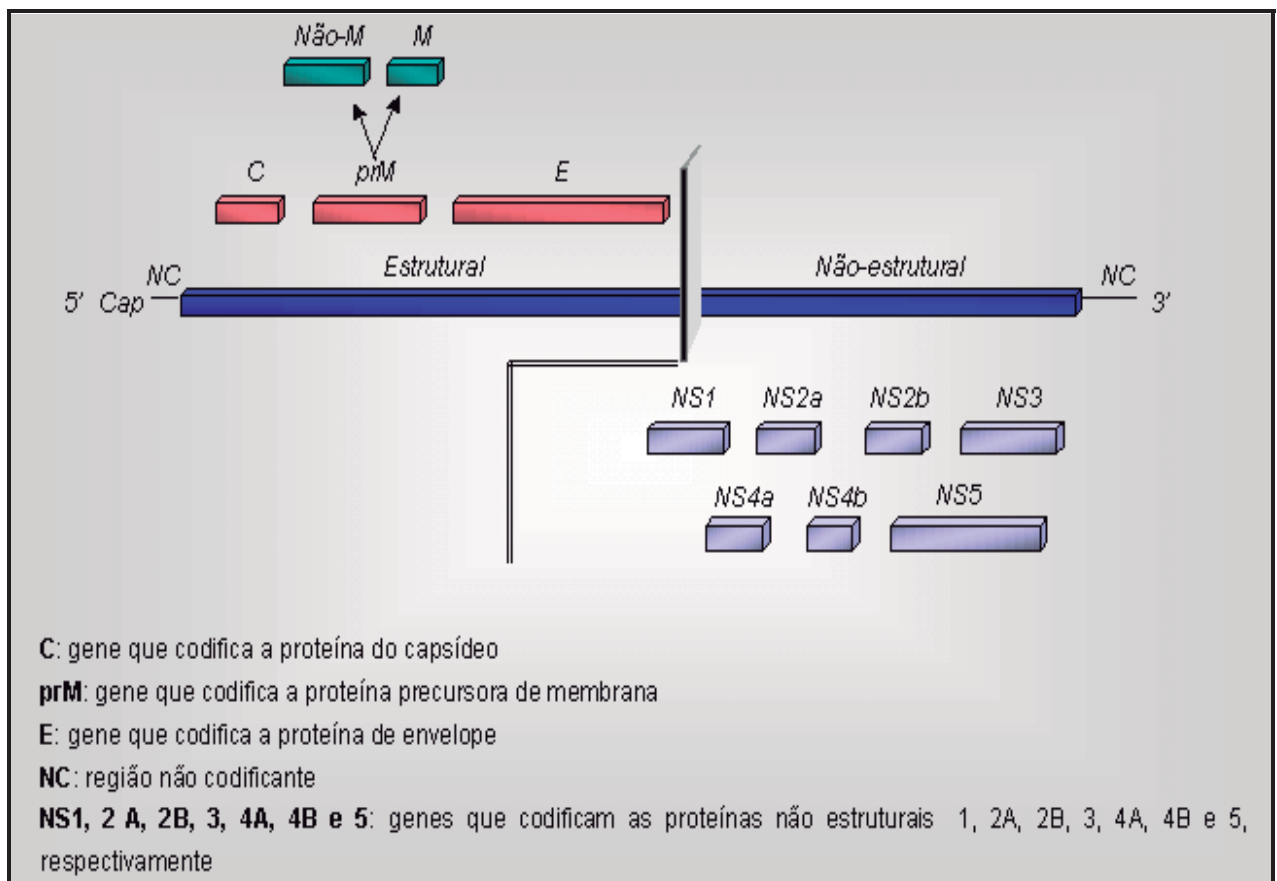 Não-M M
C prM E
Estrutural Não-estrutural
5' Cap NC NC 3'
NS1 NS2a NS2b NS3
NS4a NS4b NS5
C: gene que codifica a proteína do capsídeo
prM: gene que codifica a proteína precursora de membrana
E: gene que codifica a proteína de envelope
NC: região não codificante
NS1, 2 A, 2B, 3, 4A, 4B e 5: genes que codificam as proteínas não estruturais 1, 2A, 2B, 3, 4A, 4B e 5,
respectivamente